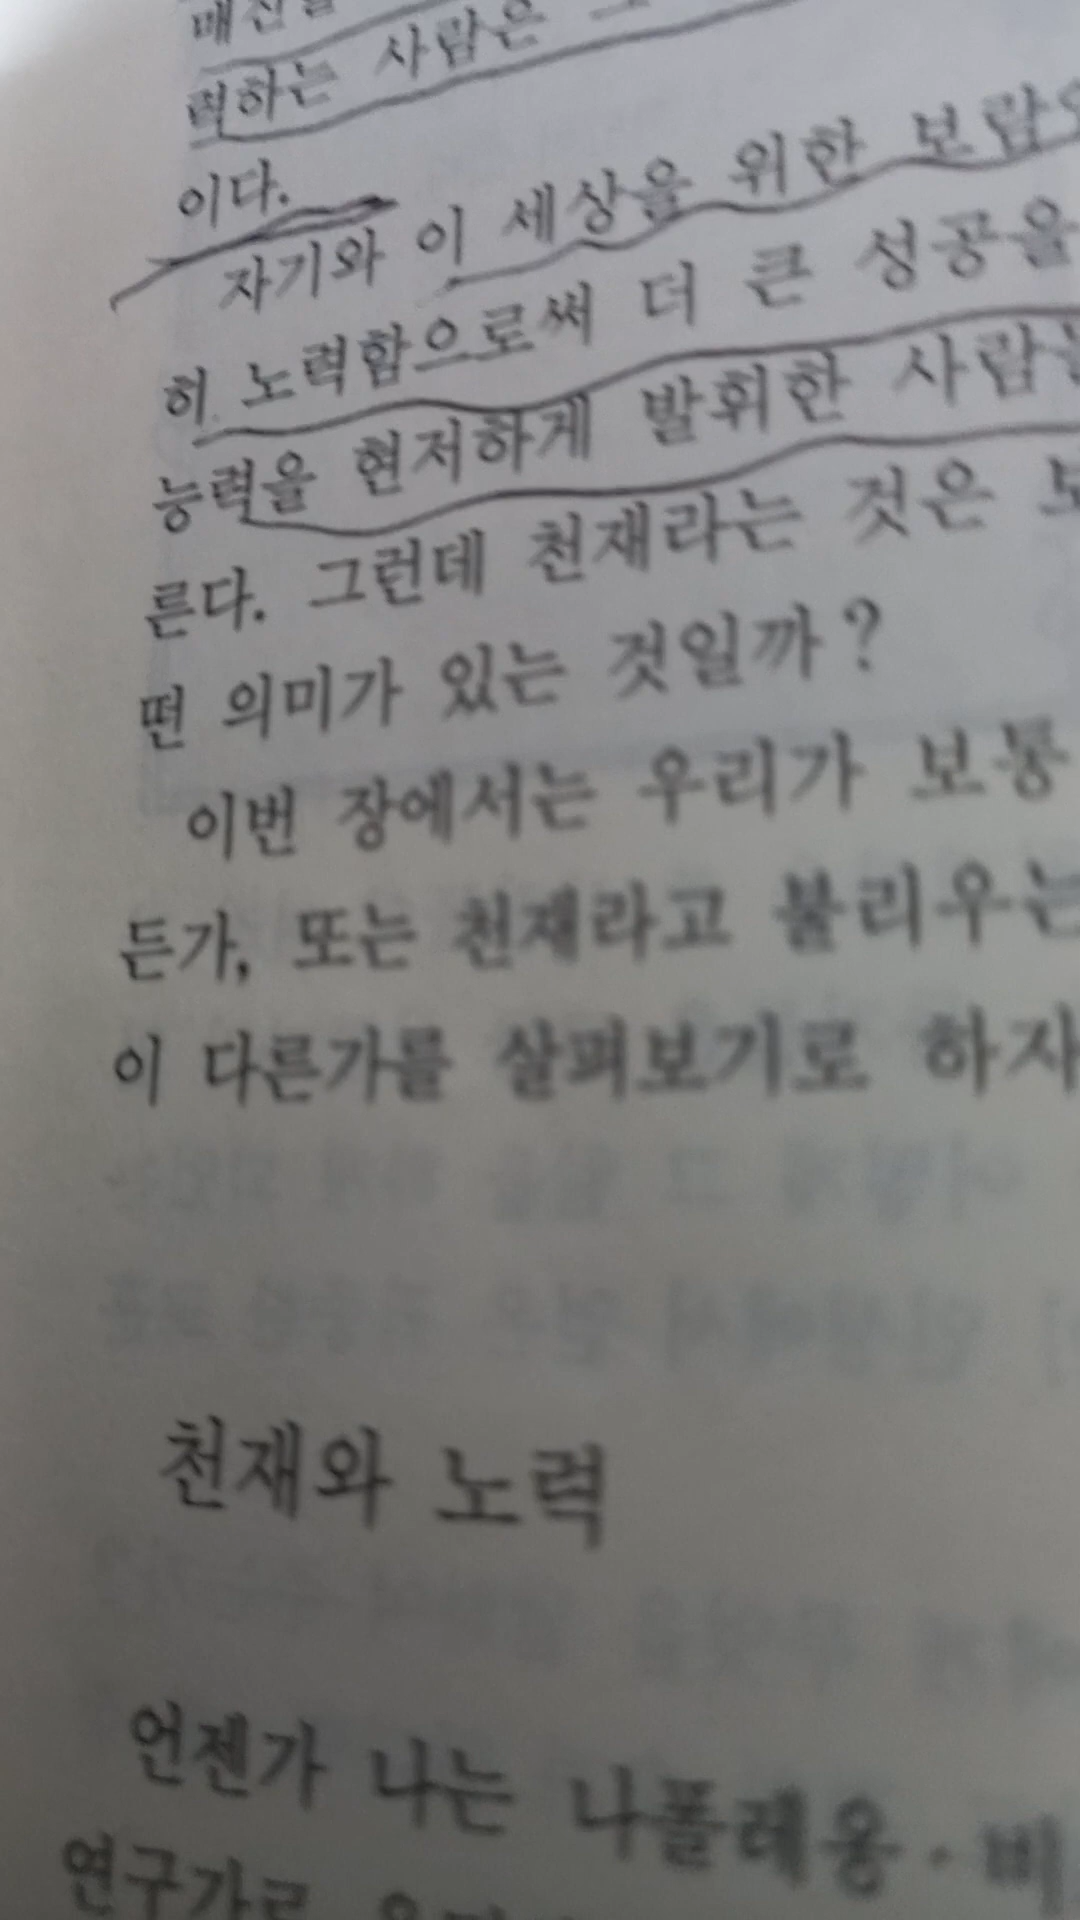 력하는 사람은
이다.
자기와 이 세상을 위한
히 노력함으로써 더 큰 성공을
능력을 현저하게 발휘한
른다. 그런데 천재라는 것은
떤 의미가 있는 것일까?
이번 장에서는 우리가 보통
든가, 또는 천재라고 불리우는
이 다른가를 살펴보기로 하자
천재와 노력
언젠가 나는 나폴레옹·